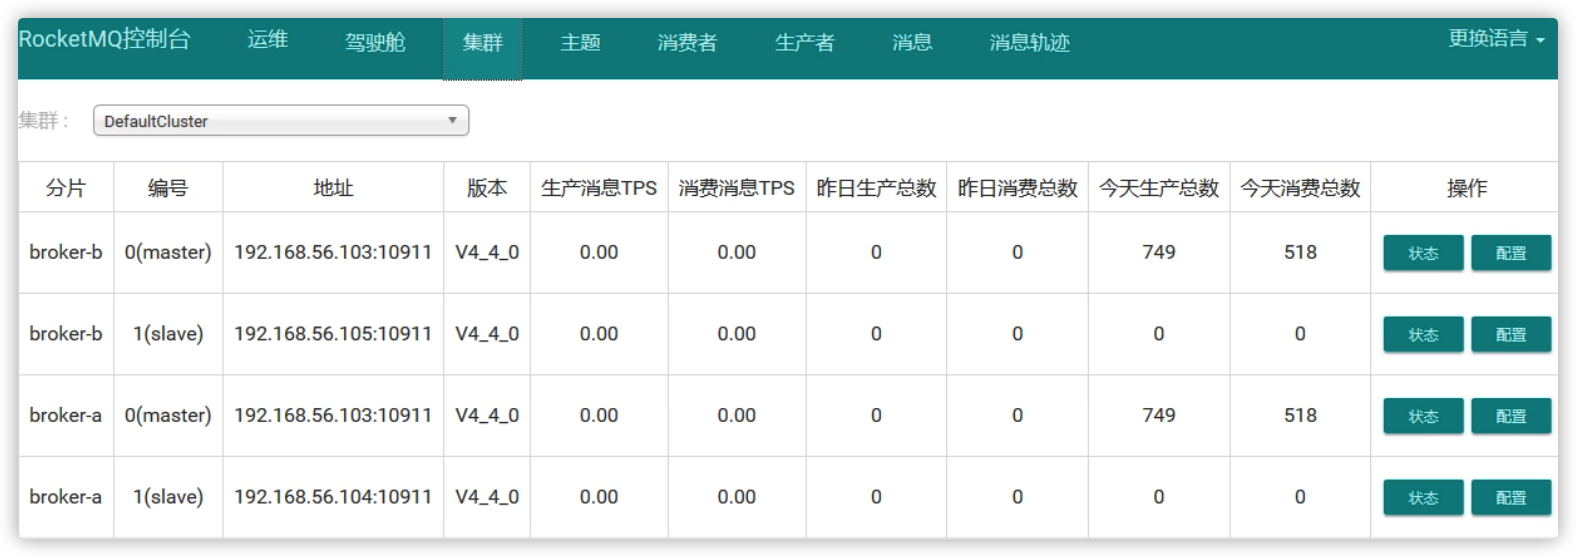 RocketMQ控制台 运维 驾驶舱 集群 主题 消费者 生产者 消息 消息轨迹 更换语言
集群： DefaultCluster
分片 编号 地址 版本 生产消息TPS 消费消息TPS 昨日生产总数 昨日消费总数 今天生产总数 今天消费总数 操作
broker-b 0(master) 192.168.56.103:10911 V4_4_0 0.00 0.00 0 0 749 518 状态 配置
broker-b 1(slave) 192.168.56.105:10911 V4_4_0 0.00 0.00 0 0 0 0 状态 配置
broker-a 0(master) 192.168.56.103:10911 V4_4_0 0.00 0.00 0 0 749 518 状态 配置
broker-a 1(slave) 192.168.56.104:10911 V4_4_0 0.00 0.00 0 0 0 0 状态 配置